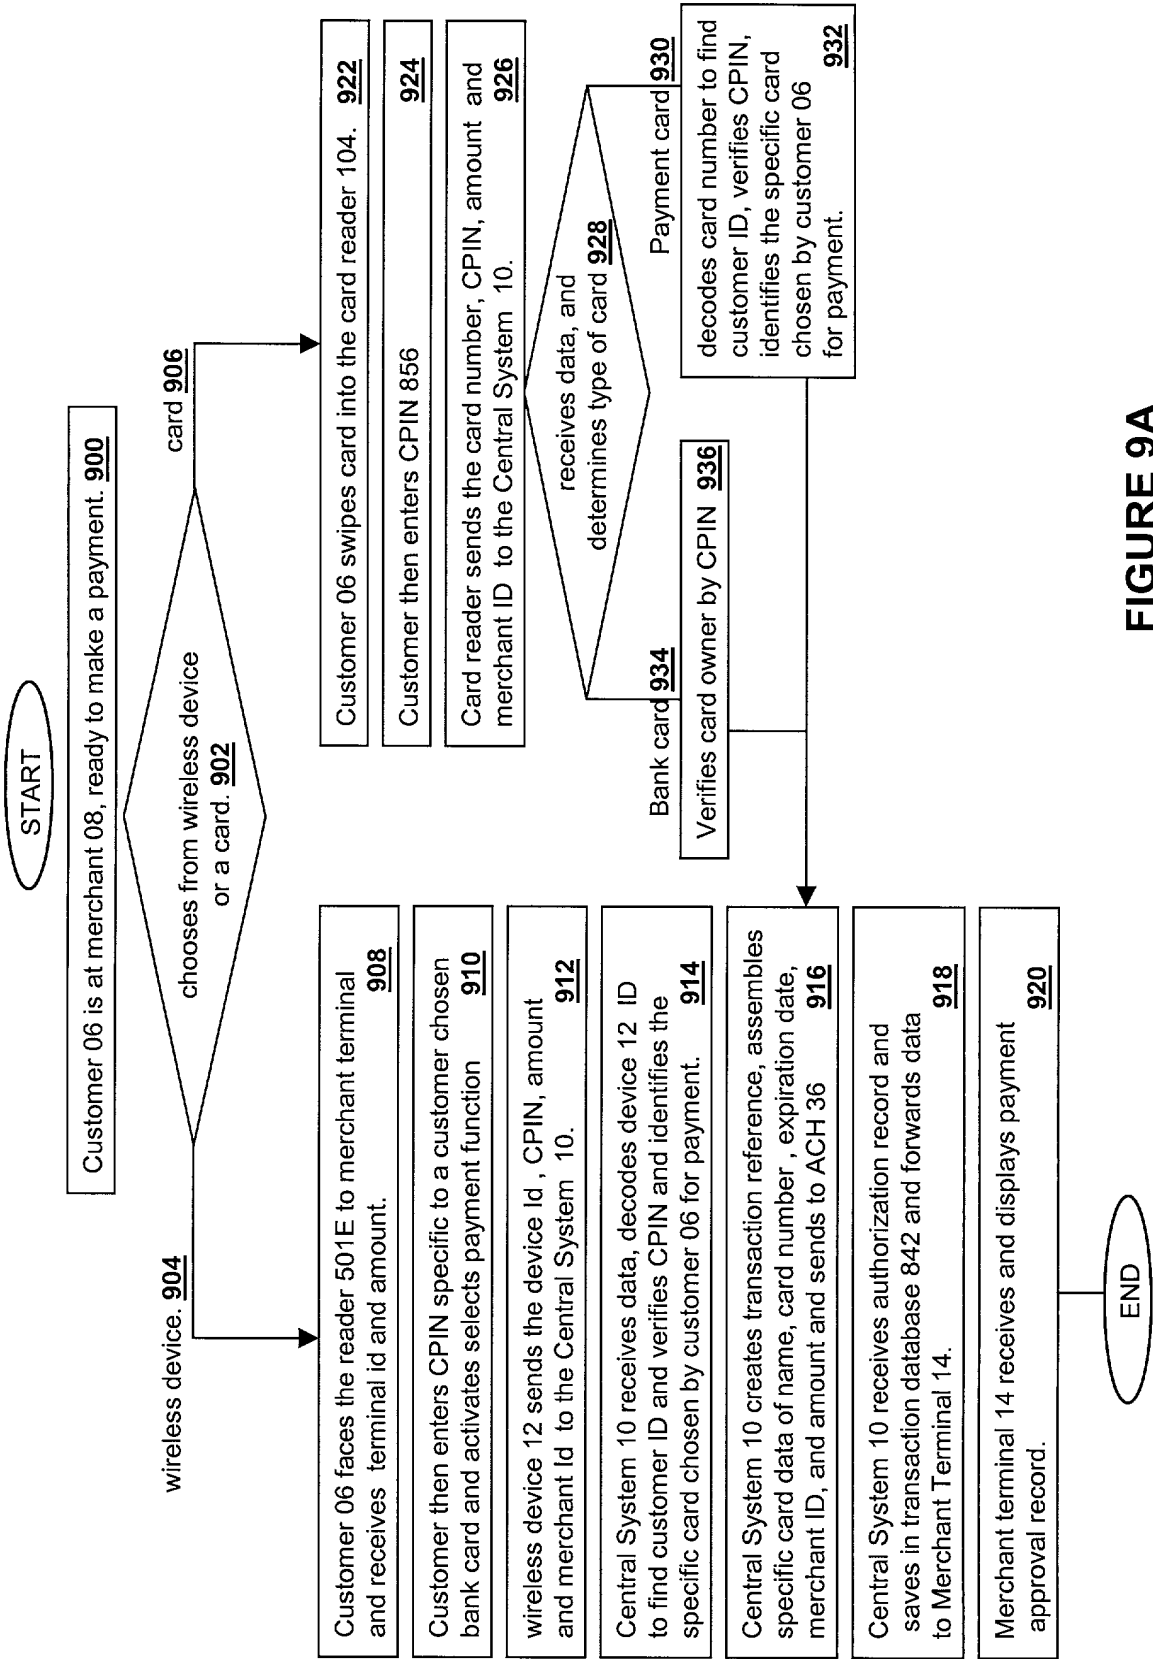 START
Customer 06 is at merchant 08, ready to make a payment. 900
chooses from wireless device
or a card. 902
wireless device. 904
card 906
Customer 06 faces the reader 501E to merchant terminal
and receives terminal id and amount. 908
Customer then enters CPIN specific to a customer chosen
bank card and activates selects payment function 910
wireless device 12 sends the device Id , CPIN, amount
and merchant Id to the Central System 10. 912
Central System 10 receives data, decodes device 12 ID
to find customer ID and verifies CPIN and identifies the
specific card chosen by customer 06 for payment. 914
Central System 10 creates transaction reference, assembles
specific card data of name, card number , expiration date,
merchant ID, and amount and sends to ACH 36 916
Central System 10 receives authorization record and
saves in transaction database 842 and forwards data
to Merchant Terminal 14. 918
Merchant terminal 14 receives and displays payment
approval record. 920
END
Customer 06 swipes card into the card reader 104. 922
Customer then enters CPIN 856 924
Card reader sends the card number, CPIN, amount and
merchant ID to the Central System 10. 926
receives data, and
determines type of card 928
Bank card 934
Payment card 930
Verifies card owner by CPIN 936
decodes card number to find
customer ID, verifies CPIN,
identifies the specific card
chosen by customer 06
for payment. 932
FIGURE 9A